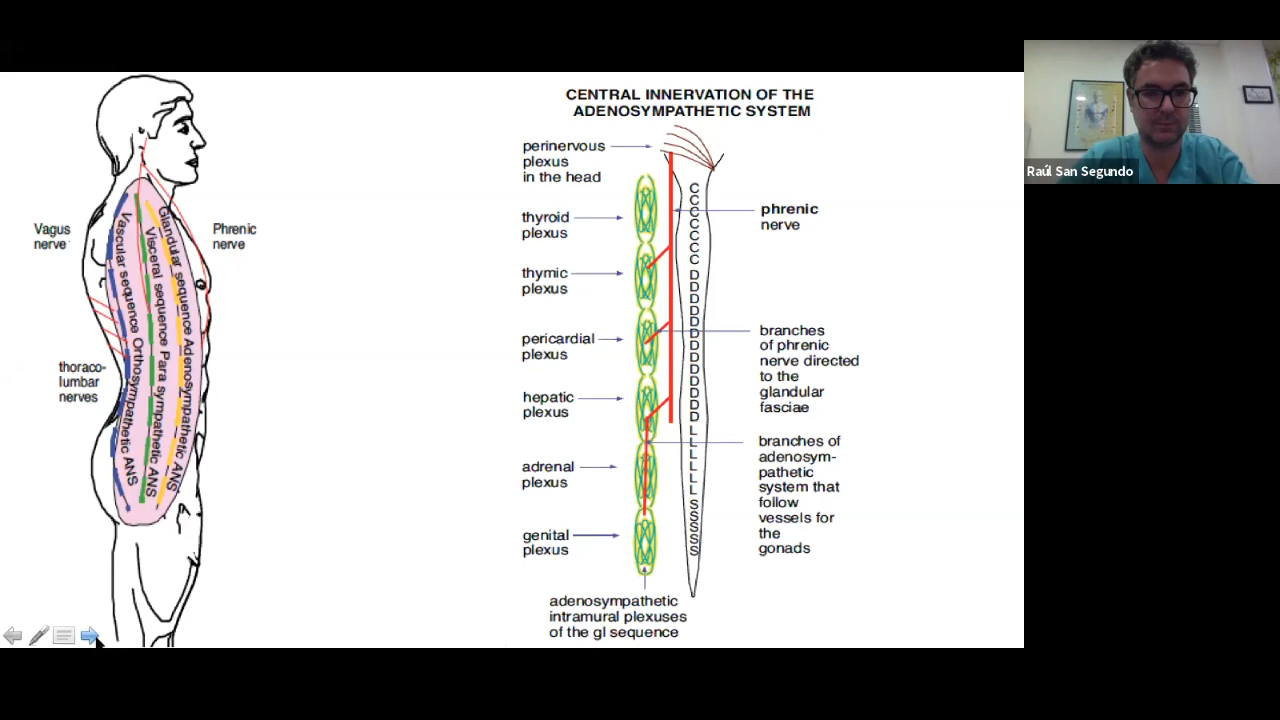 CENTRAL INNERVATION OF THE
ADENOSYMPATHETIC SYSTEM
Vagus
nerve
Phrenic
nerve
thoraco-
lumbar
nerves
Vascular sequence Orthosympathetic ANS
Visceral sequence Para sympathetic ANS
Glandular sequence Adenosympathetic ANS
perinervous
plexus
in the head
thyroid
plexus
thymic
plexus
pericardial
plexus
hepatic
plexus
adrenal
plexus
genital
plexus
adenosympathetic
intramural plexuses
of the gl sequence
C
C
C
C
C
C
C
D
D
D
D
D
D
D
D
D
D
D
D
D
L
L
L
L
L
L
S
S
S
S
S
phrenic
nerve
branches
of phrenic
nerve directed
to the
glandular
fasciae
branches of
adenosym-
pathetic
system that
follow
vessels for
the
gonads
Raúl San Segundo